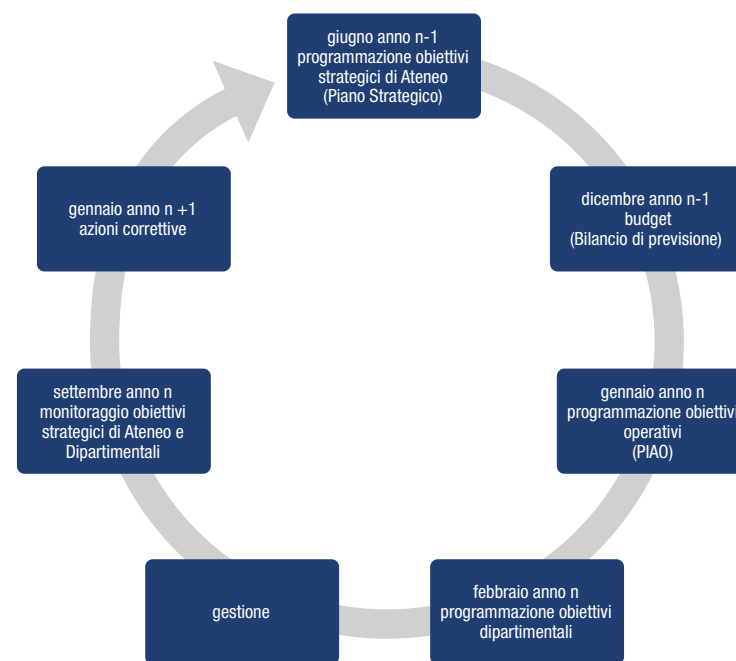 giugno anno n-1
programmazione obiettivi
strategici di Ateneo
(Piano Strategico)
dicembre anno n-1
budget
(Bilancio di previsione)
gennaio anno n
programmazione obiettivi
operativi
(PIAO)
febbraio anno n
programmazione obiettivi
dipartimentali
gestione
settembre anno n
monitoraggio obiettivi
strategici di Ateneo e
Dipartimentali
gennaio anno n +1
azioni correttive